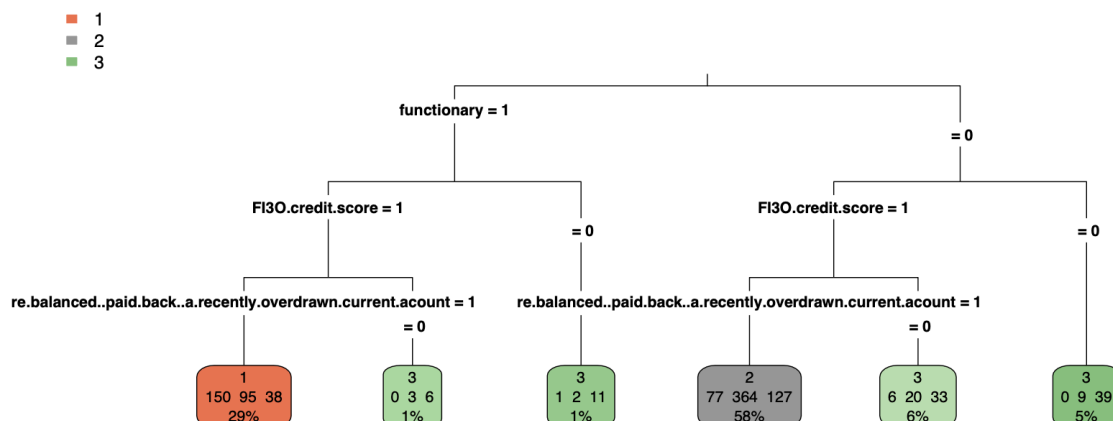 1
2
3
functionary = 1
= 0
FI3O.credit.score = 1
= 0
FI3O.credit.score = 1
= 0
re.balanced..paid.back..a.recently.overdrawn.current.acount = 1
= 0
re.balanced..paid.back..a.recently.overdrawn.current.acount = 1
= 0
1
150 95 38
29%
3
0 3 6
1%
3
1 2 11
1%
2
77 364 127
58%
3
6 20 33
6%
3
0 9 39
5%